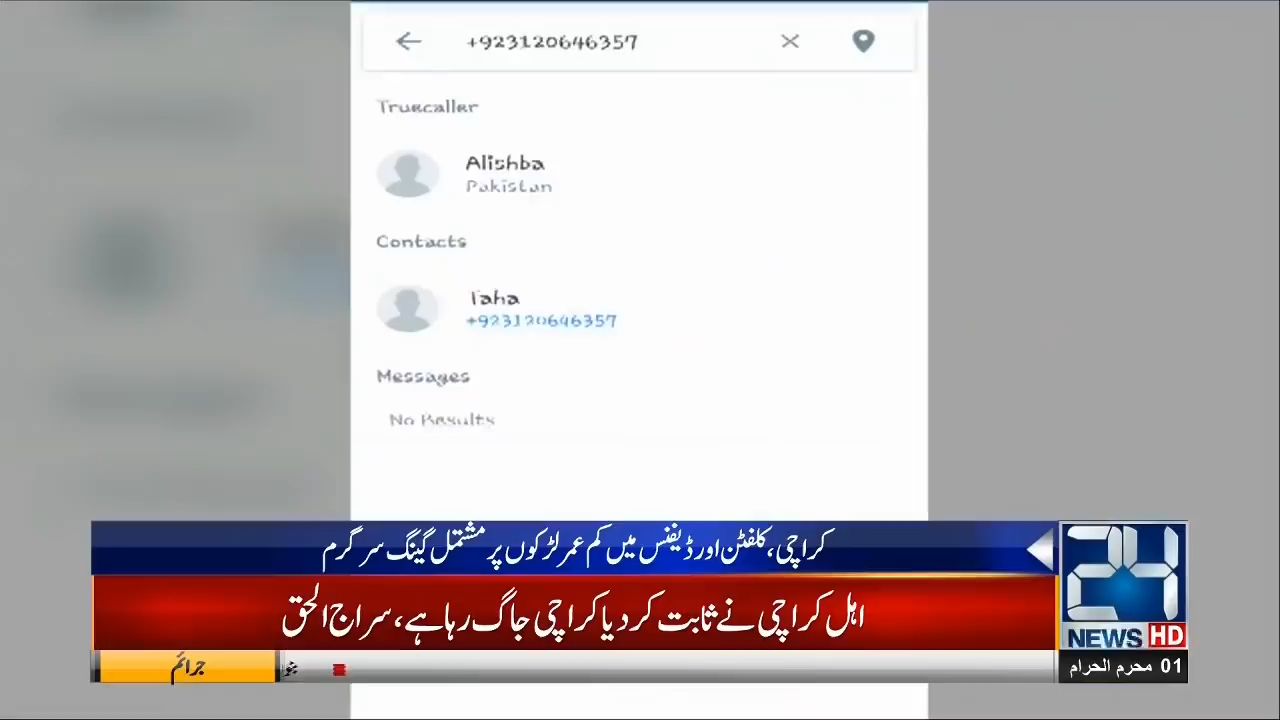 +923120646357
Truecaller
Alishba
Pakistan
Contacts
Taha
+923120646357
Messages
No Results
کراچی، کلفٹن اور ڈیفنس میں کم عمر لڑکوں پر مشتمل گینگ سرگرم
اہل کراچی نے ثابت کر دیا کراچی جاگ رہا ہے، سراج الحق
24
NEWS HD
جرائم
01 محرم الحرام